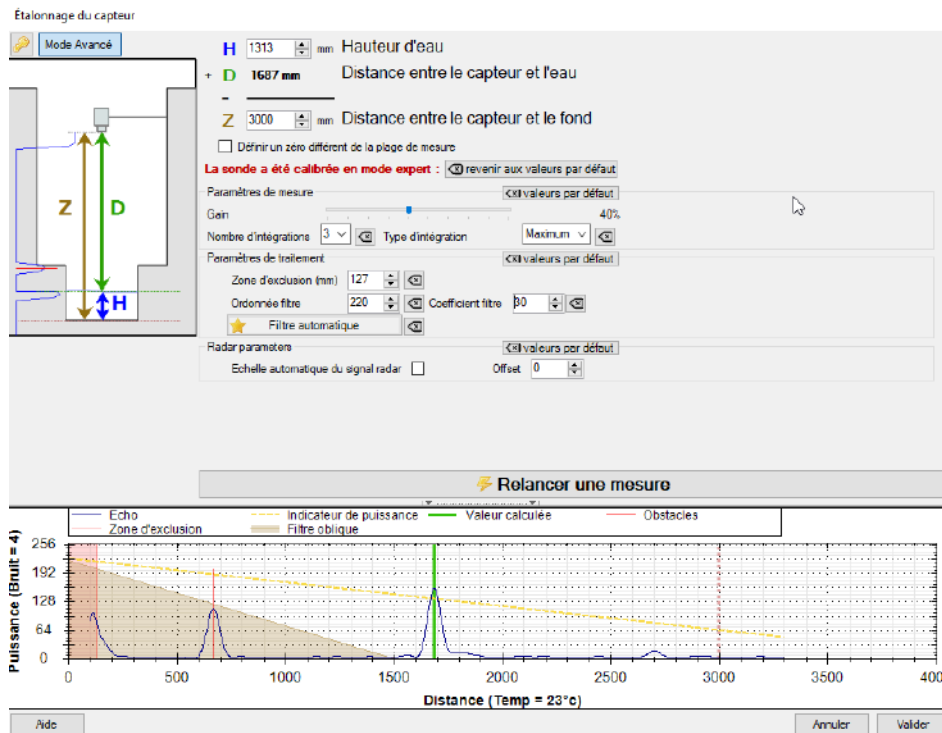 Étalonnage du capteur
Mode Avancé
H 1313 mm Hauteur d'eau
+ D 1687 mm Distance entre le capteur et l'eau
-
Z 3000 mm Distance entre le capteur et le fond
Définir un zéro différent de la plage de mesure
La sonde a été calibrée en mode expert : revenir aux valeurs par défaut
Paramètres de mesure valeurs par défaut
Gain 40%
Nombre d'intégrations 3 Type d'intégration Maximum
Paramètres de traitement valeurs par défaut
Zone d'exclusion (mm) 127
Ordonnée filtre 220 Coefficient filtre 30
Filtre automatique
Radar parametere valeurs par défaut
Echelle automatique du signal radar Offset 0
Z D
H
Relancer une mesure
Echo Indicateur de puissance Valeur calculée Obstacles
Zone d'exclusion Filtre oblique
Puissance (Bruit = 4)
256
192
128
64
0
0 500 1000 1500 2000 2500 3000 3500 400
Distance (Temp = 23°c)
Aide Annuler Valider